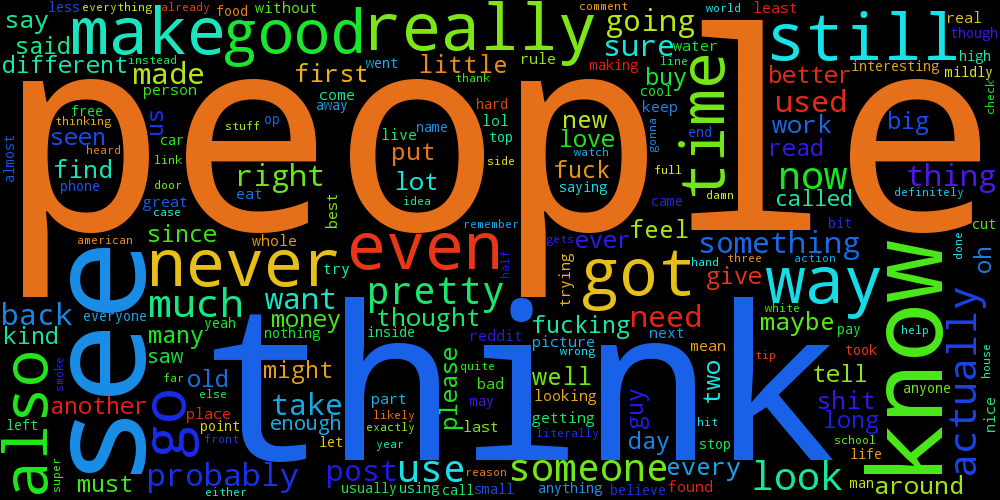 less everything already food without comment world least
say make good really going still real
said instead went rule sure water though
different made first little making line high
person come thank buy time better interesting mildly
people
free thinking us away hard cool used check
seen heard stuff op live name lol new keep gonna end work big
almost find car put top love watch read
phone link door right lot side fuck full now thing
great case eat idea saying damn called definitely
best came bit cut
american since whole remember feel something done oh
see never even gets ever hand three action
everyone try half trying got give way know
back much want pretty white
kind many yeah money thought fucking need maybe pay help
nothing inside reddit picture next
saw think wrong mean tip took house
also smoke far might please quite well two tell anyone
go old else bad looking actually
another take part may guy shit nice
left place point enough likely last getting hit long
front let exactly literally day stop school
super year life
must probably post use reason someone every look man around
either usually using call small anything believe found